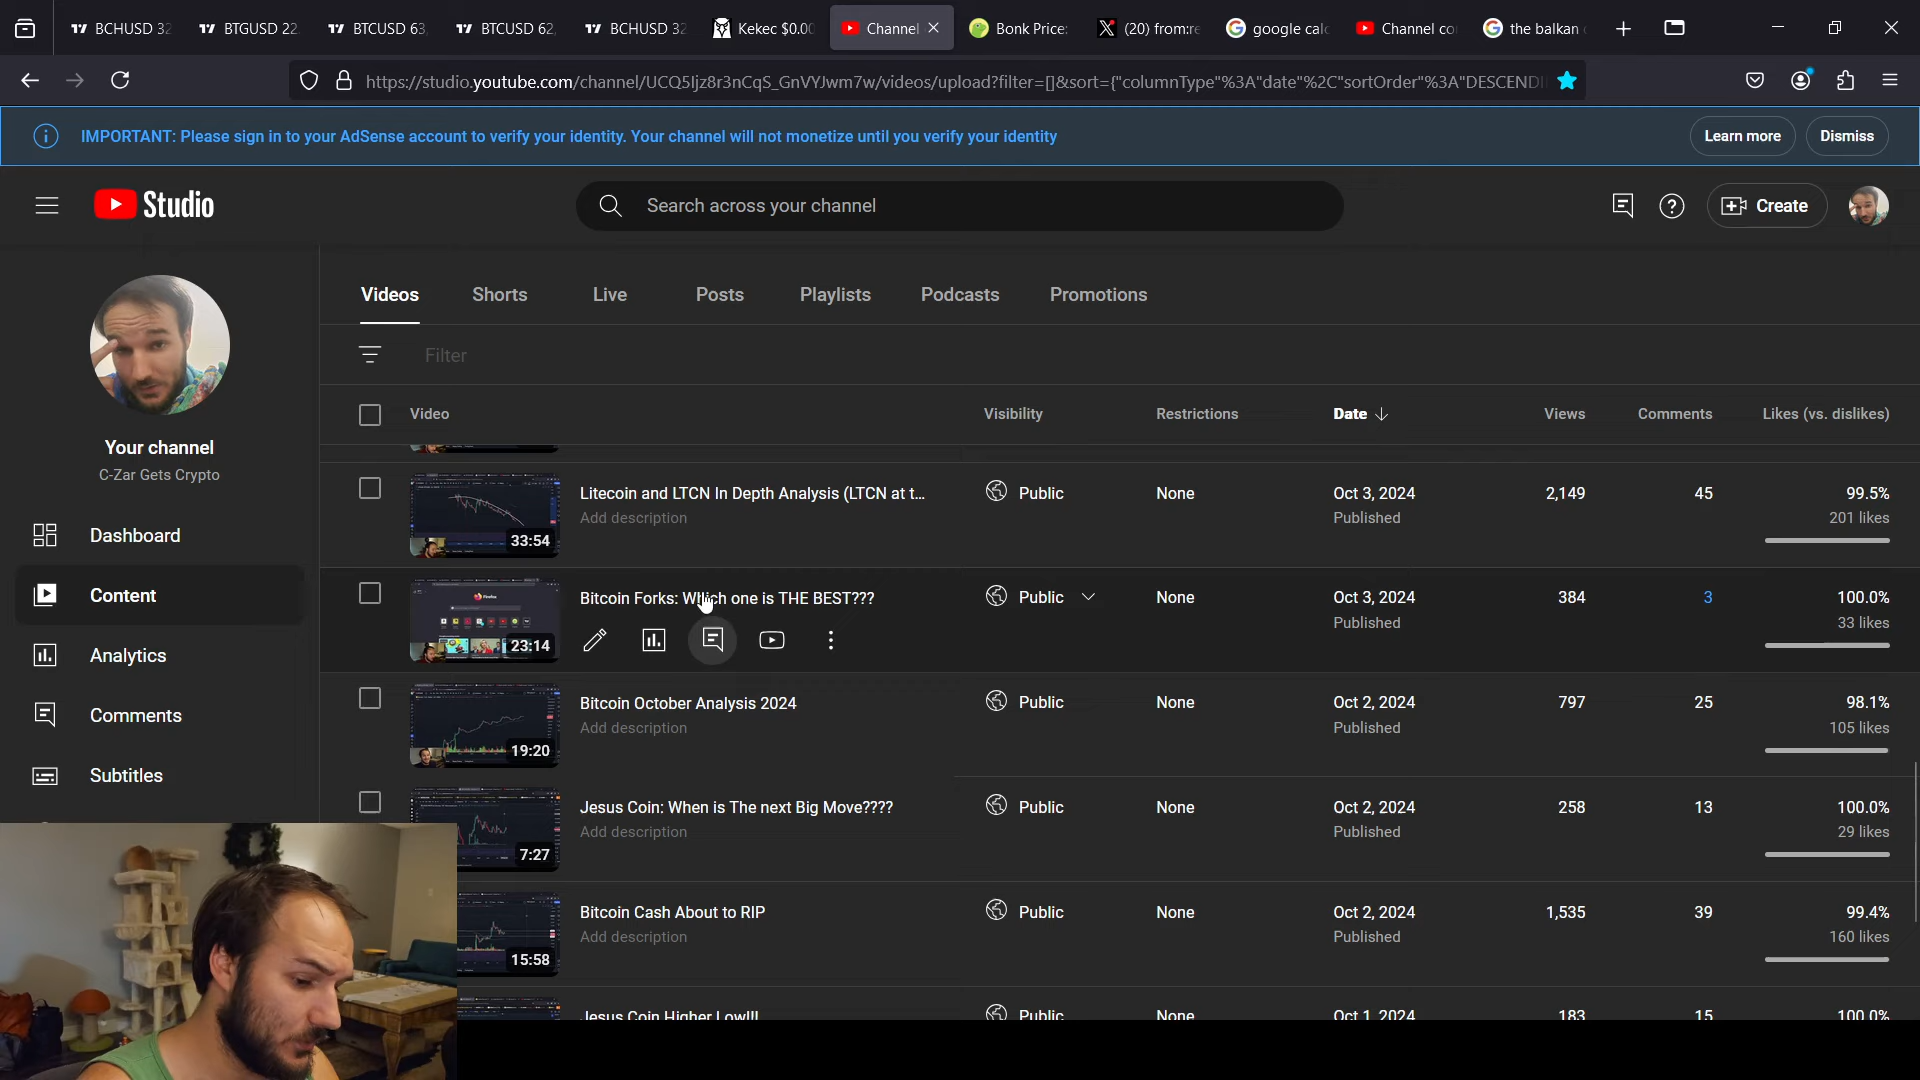 BCHUSD 32
BTGUSD 22
BTCUSD 63
BTCUSD 62
BCHUSD 32
Kekec $0.00
Channel
Bonk Price:
(20) from:re
google calc
Channel co
the balkan
https://studio.youtube.com/channel/UCQ5Ijz8r3nCqS_GnVYJwm7w/videos/upload?filter=[]&sort={"columnType"%3A"date"%2C"sortOrder"%3A"DESCENDI
IMPORTANT: Please sign in to your AdSense account to verify your identity. Your channel will not monetize until you verify your identity
Learn more
Dismiss
Studio
Search across your channel
Create
Your channel
C-Zar Gets Crypto
Dashboard
Content
Analytics
Comments
Subtitles
Videos Shorts Live Posts Playlists Podcasts Promotions
Filter
Video Visibility Restrictions Date Views Comments Likes (vs. dislikes)
Litecoin and LTCN In Depth Analysis (LTCN at t... Public None Oct 3, 2024 2,149 45 99.5%
Add description Published 201 likes
33:54
Bitcoin Forks: Which one is THE BEST??? Public None Oct 3, 2024 384 3 100.0%
Published 33 likes
Firefox
23:14
Bitcoin October Analysis 2024 Public None Oct 2, 2024 797 25 98.1%
Add description Published 105 likes
19:20
Jesus Coin: When is The next Big Move???? Public None Oct 2, 2024 258 13 100.0%
Add description Published 29 likes
7:27
Bitcoin Cash About to RIP Public None Oct 2, 2024 1,535 39 99.4%
Add description Published 160 likes
15:58
Jesus Coin Higher Low!!! Public None Oct 1, 2024 183 15 100.0%